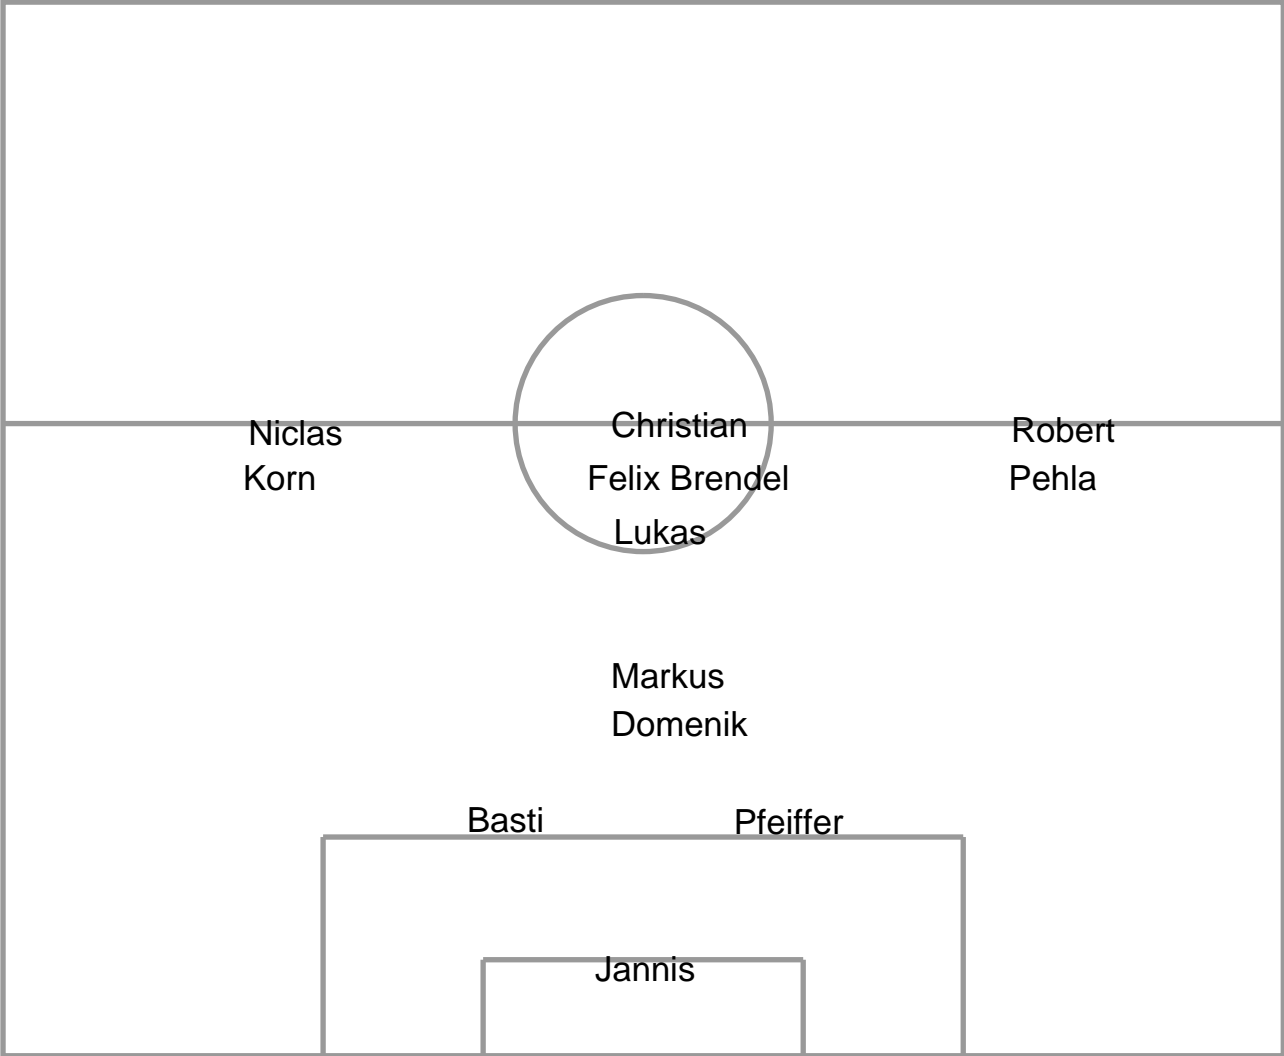 Niclas
Korn
Christian
Felix Brendel
Lukas
Robert
Pehla
Markus
Domenik
Basti
Pfeiffer
Jannis